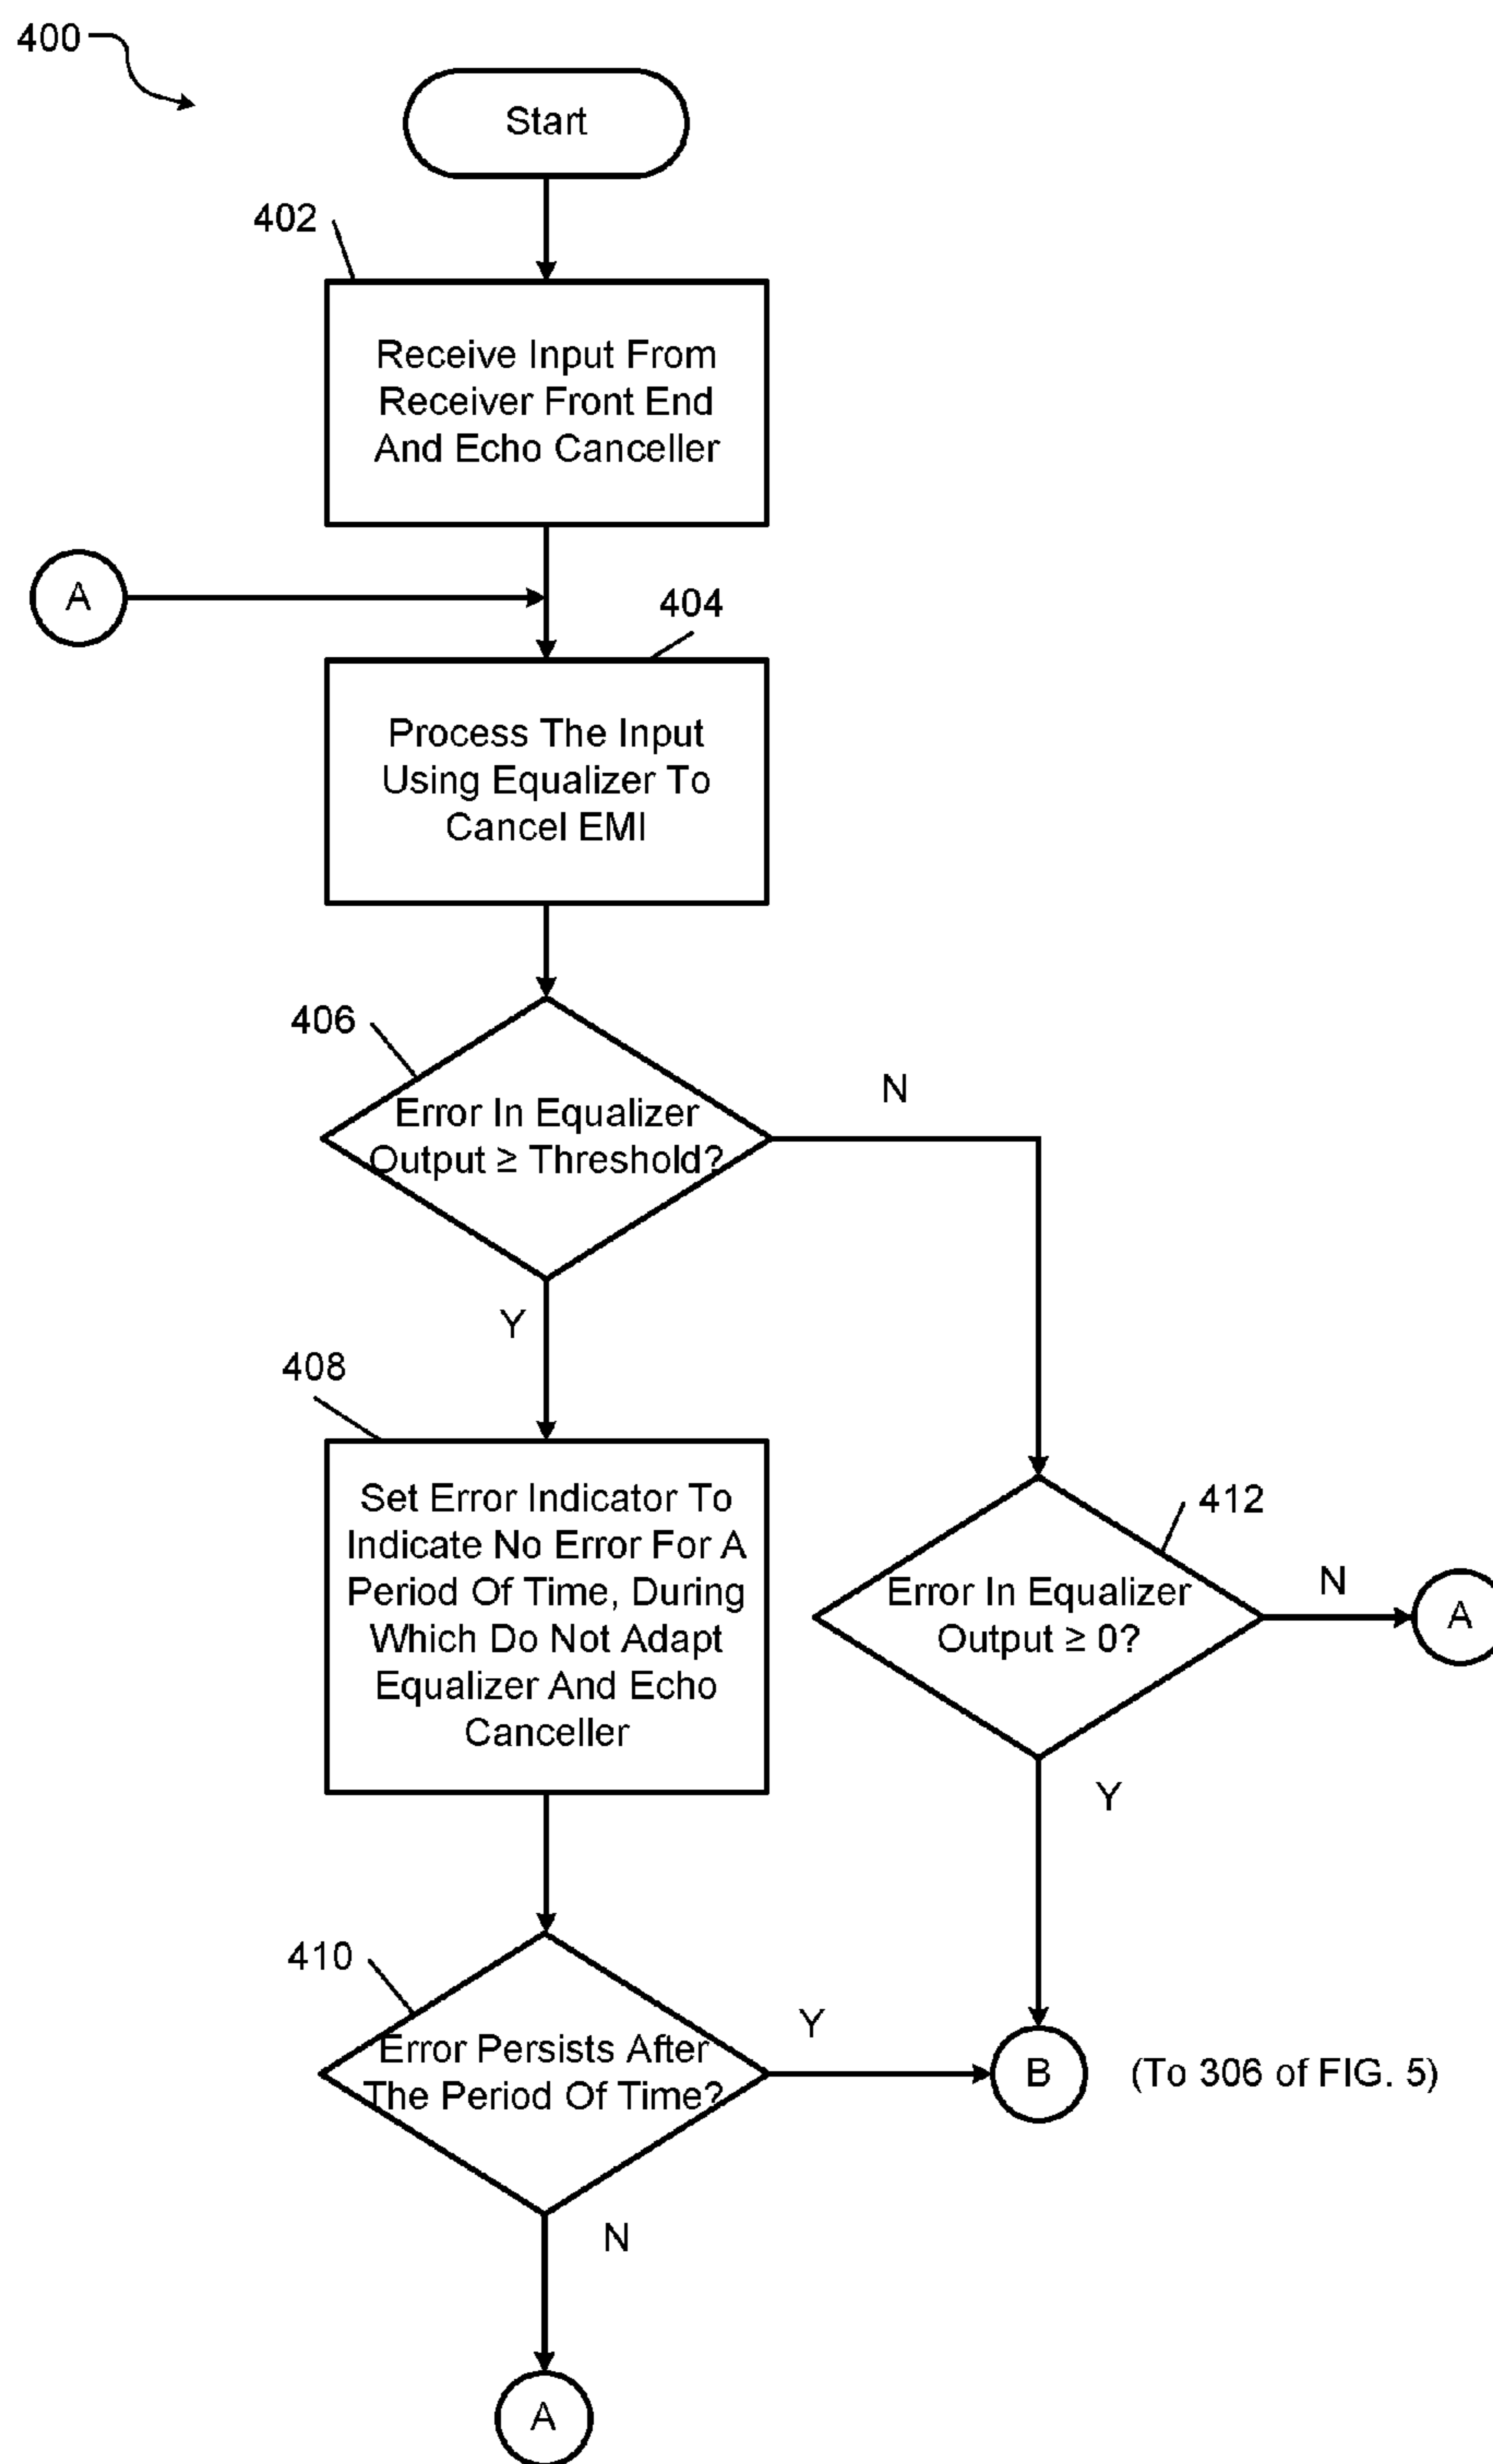 400
Start
402
Receive Input From
Receiver Front End
And Echo Canceller
A
404
Process The Input
Using Equalizer To
Cancel EMI
406
Error In Equalizer
Output ≥ Threshold?
N
Y
408
Set Error Indicator To
Indicate No Error For A
Period Of Time, During
Which Do Not Adapt
Equalizer And Echo
Canceller
412
Error In Equalizer
Output ≥ 0?
N
A
Y
410
Error Persists After
The Period Of Time?
Y
B
(To 306 of FIG. 5)
N
A